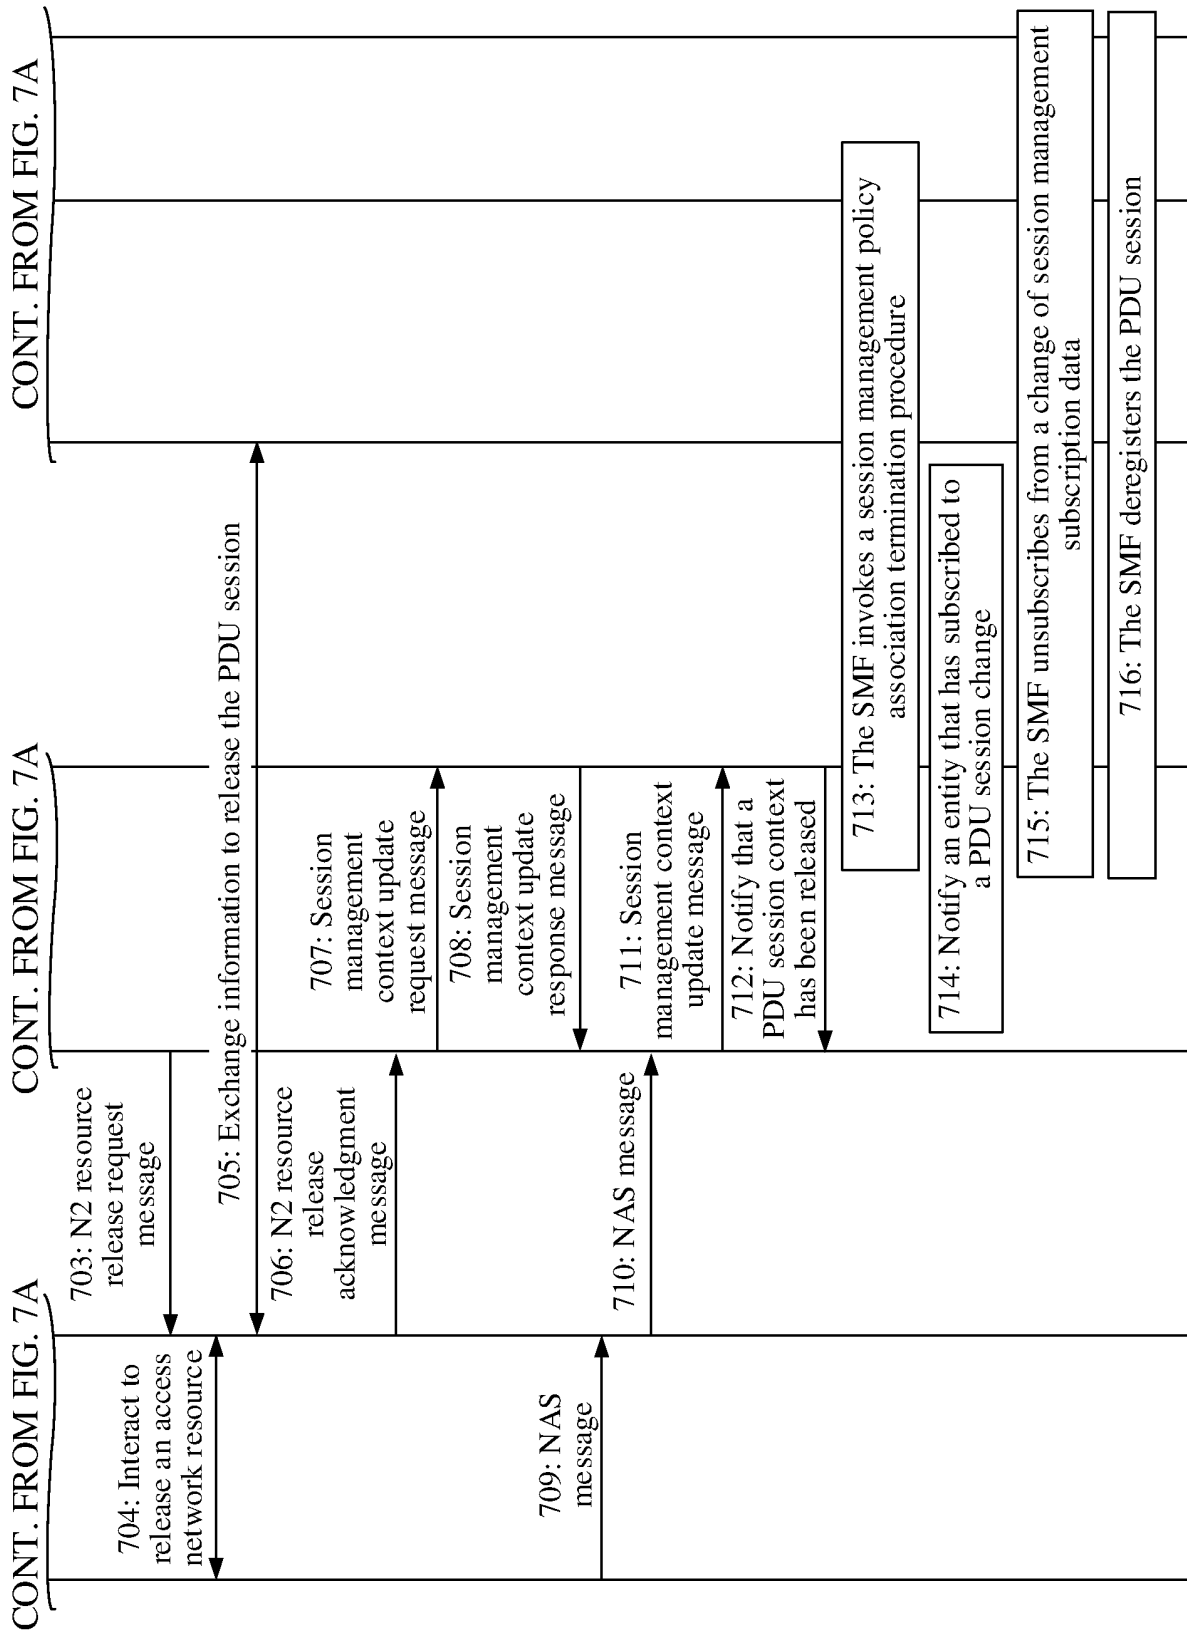 CONT. FROM FIG. 7A
CONT. FROM FIG. 7A
CONT. FROM FIG. 7A
703: N2 resource
release request
message
704: Interact to
release an access
network resource
705: Exchange information to release the PDU session
706: N2 resource
release
acknowledgment
message
707: Session
management
context update
request message
708: Session
management
context update
response message
709: NAS
message
710: NAS message
711: Session
management context
update message
712: Notify that a
PDU session context
has been released
713: The SMF invokes a session management policy
association termination procedure
714: Notify an entity that has subscribed to
a PDU session change
715: The SMF unsubscribes from a change of session management
subscription data
716: The SMF deregisters the PDU session